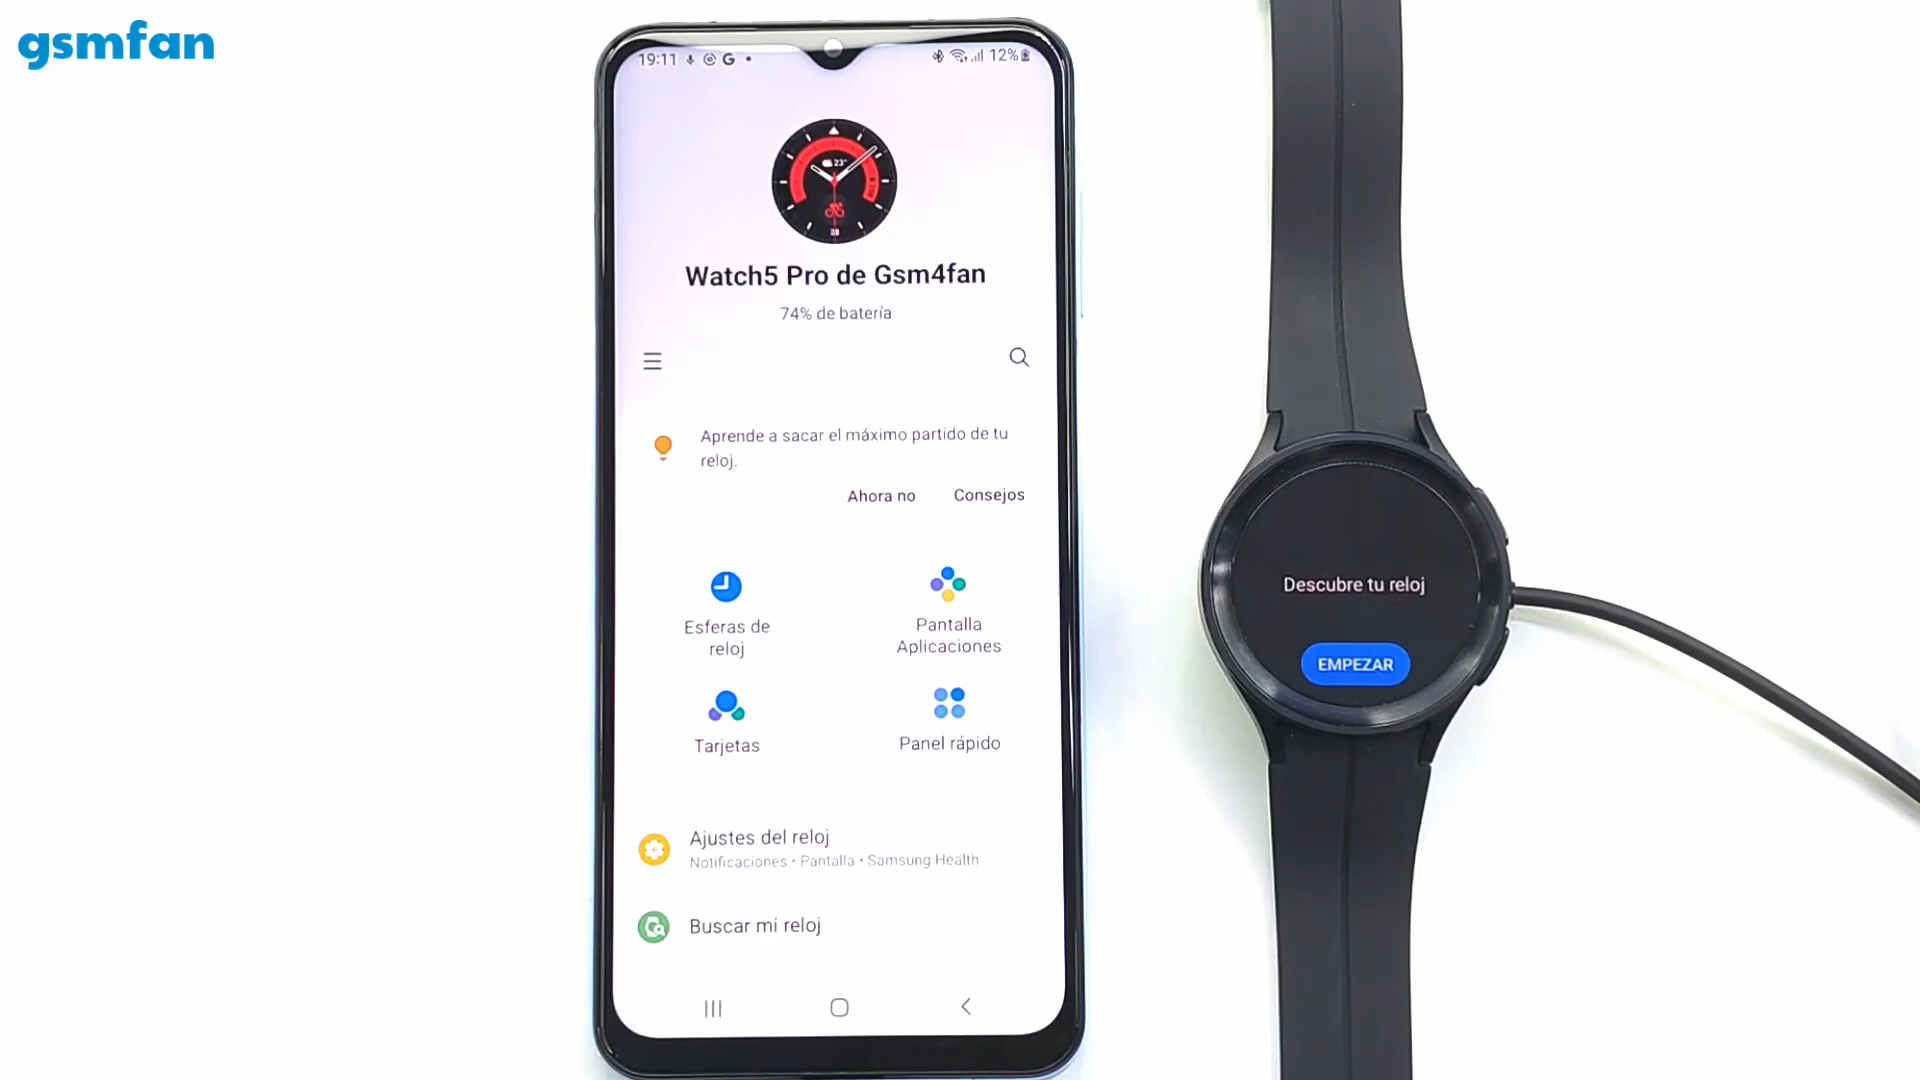 gsmfan
19:11
12%
23°
28
Watch5 Pro de Gsm4fan
74% de batería
Aprende a sacar el máximo partido de tu
reloj.
Ahora no
Consejos
Esferas de
reloj
Pantalla
Aplicaciones
Tarjetas
Panel rápido
Ajustes del reloj
Notificaciones • Pantalla • Samsung Health
Buscar mi reloj
Descubre tu reloj
EMPEZAR